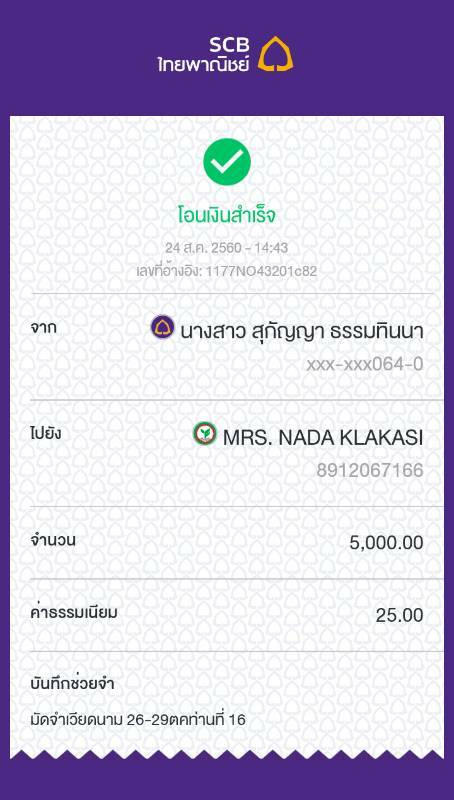 SCB
ไทยพาณิชย์
โอนเงินสำเร็จ
24 ส.ค. 2560 - 14:43
เลขที่อ้างอิง: 1177NO43201c82
จาก
นางสาว สุกัญญา ธรรมทินนา
xxx-xxx064-0
ไปยัง
MRS. NADA KLAKASI
8912067166
จำนวน
5,000.00
ค่าธรรมเนียม
25.00
บันทึกช่วยจำ
มัดจำเวียดนาม 26-29ตคท่านที่ 16